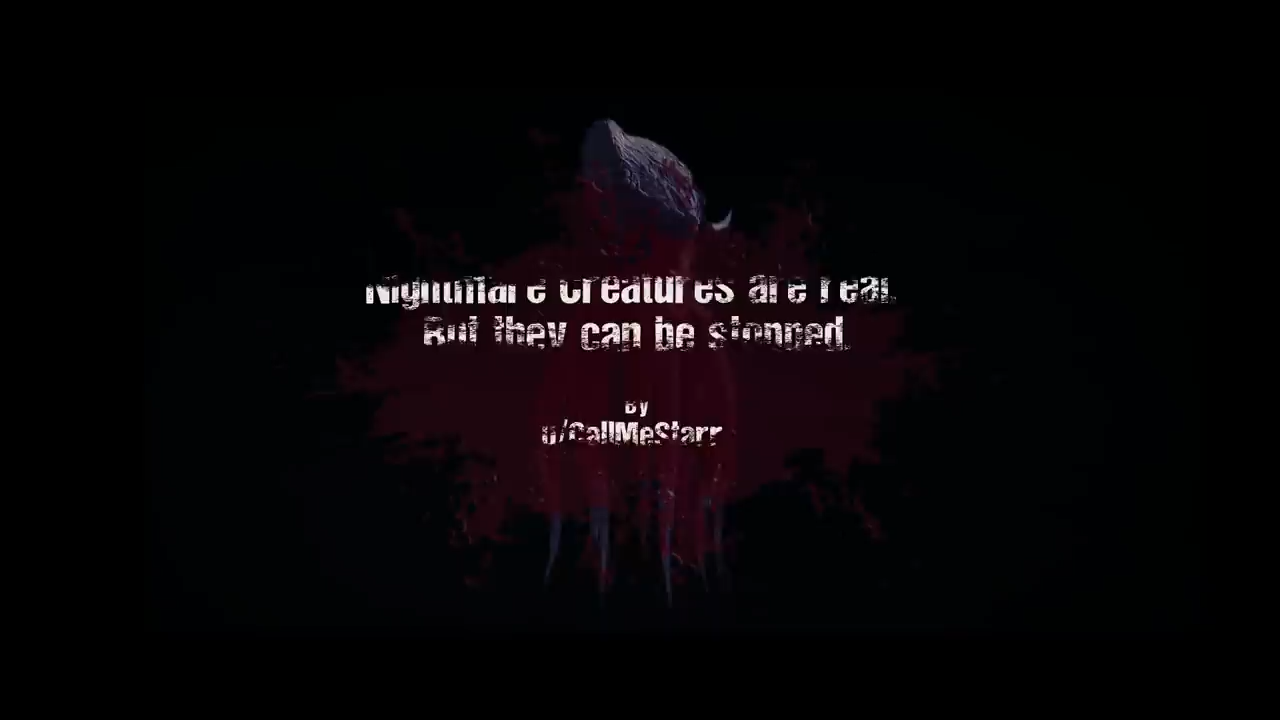 Nightmare Creatures are real.
But they can be stopped.
By
u/CallMeStarr